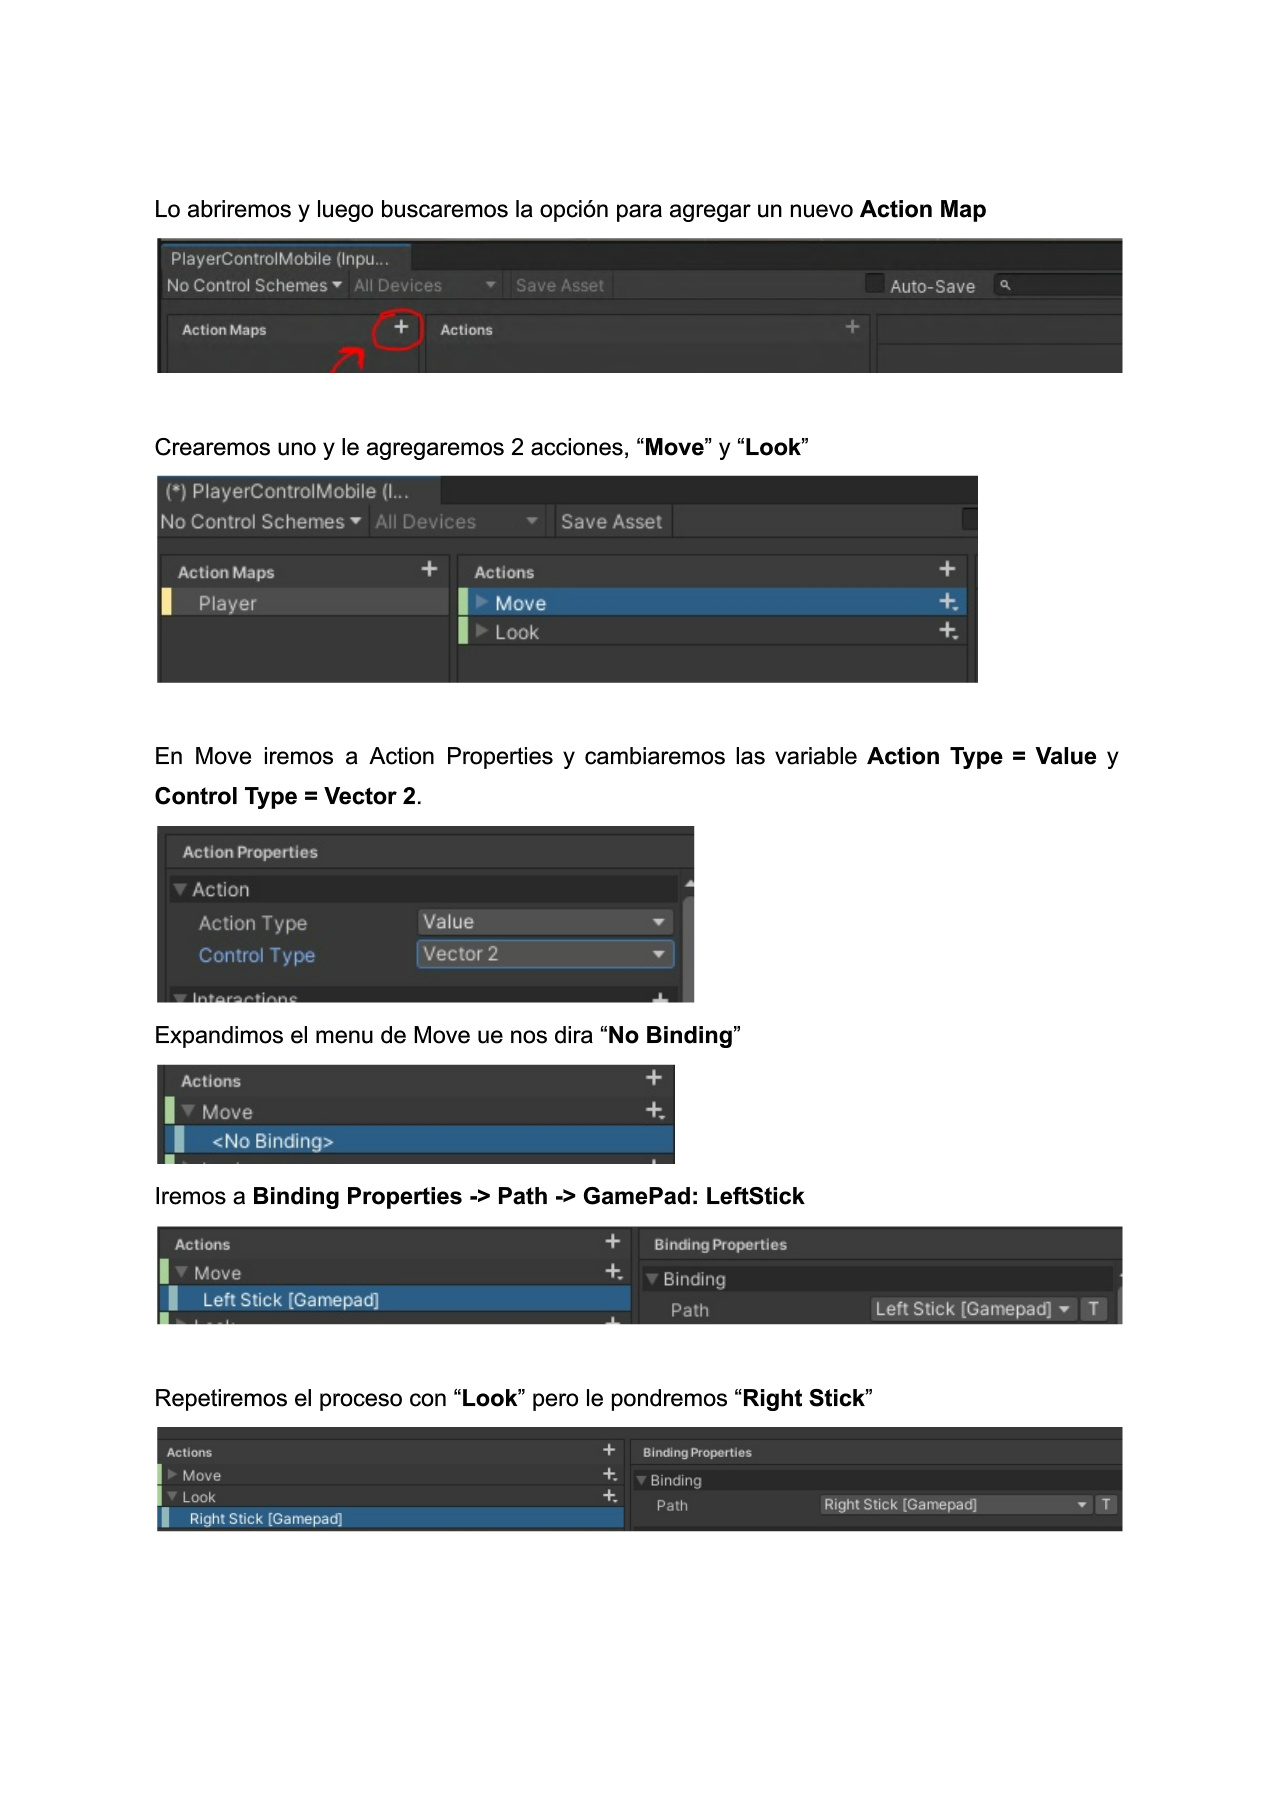 Lo abriremos y luego buscaremos la opción para agregar un nuevo Action Map
PlayerControlMobile (Inpu...
No Control Schemes All Devices Save Asset Auto-Save
Action Maps + Actions +
Crearemos uno y le agregaremos 2 acciones, “Move” y “Look”
(*) PlayerControlMobile (I...
No Control Schemes All Devices Save Asset
Action Maps + Actions +
Player Move +
Look +
En Move iremos a Action Properties y cambiaremos las variable Action Type = Value y
Control Type = Vector 2.
Action Properties
Action
Action Type Value
Control Type Vector 2
Interactions +
Expandimos el menu de Move ue nos dira “No Binding”
Actions +
Move +
<No Binding>
Iremos a Binding Properties -> Path -> GamePad: LeftStick
Actions + Binding Properties
Move + Binding
Left Stick [Gamepad]
Path Left Stick [Gamepad] T
Look +
Repetiremos el proceso con “Look” pero le pondremos “Right Stick”
Actions + Binding Properties
Move + Binding
Look +
Path Right Stick [Gamepad] T
Right Stick [Gamepad]